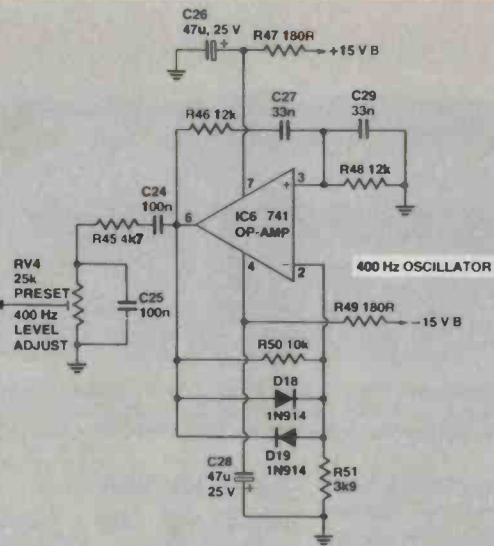 C26
47u, 25 V
+
R47 180R
+15 V B
R46 12k
C27
33n
C29
33n
C24
100n
7
3
+
R48 12k
6
IC6 741
OP-AMP
R45 4k7
RV4
25k
PRESET
400 Hz
LEVEL
ADJUST
C25
100n
4
–
2
400 Hz OSCILLATOR
R49 180R
–15 V B
R50 10k
D18
1N914
D19
1N914
C28
47u
25 V
+
R51
3k9